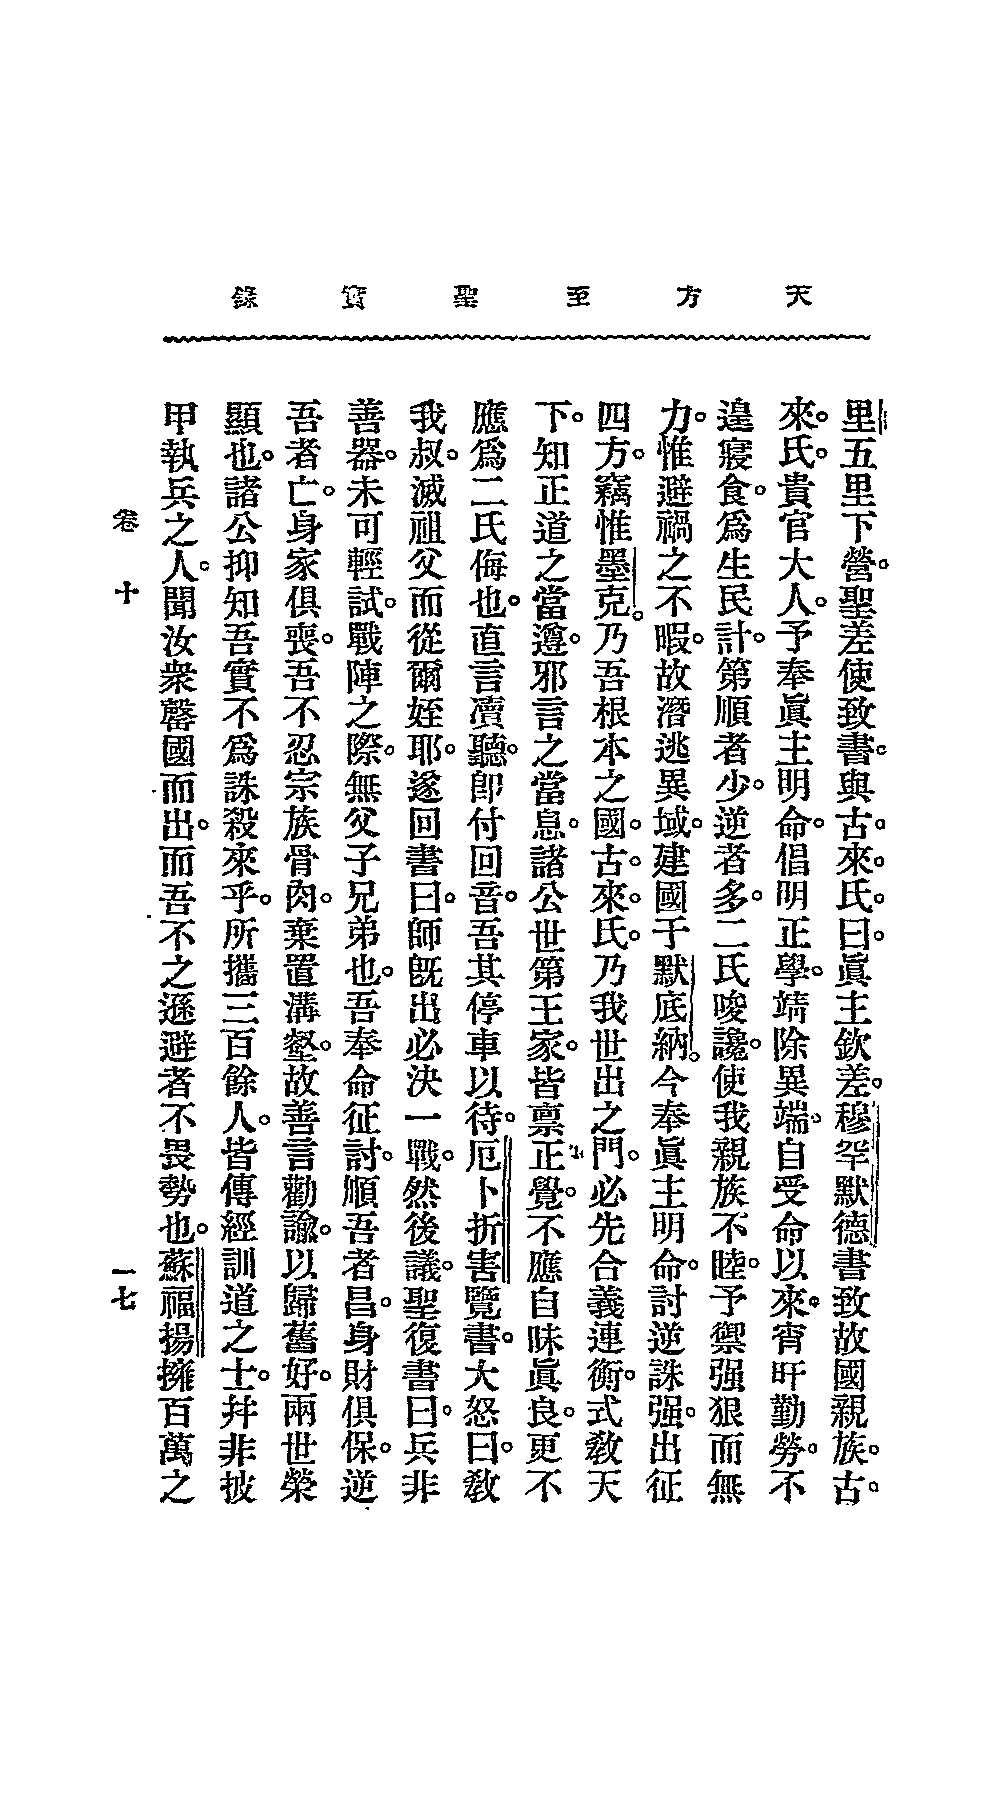 天方至聖實錄
里五里下營。聖差使致書。與古。來。氏。曰。眞主欽差。穆罕默德書致故國親族。古。
來。氏。貴官大人。予奉眞主明命。倡明正學。靖除異端。自受命以來。宵旰勤勞。不
遑寢食。爲生民計。第順者少。逆者多。二氏唆讒。使我親族不睦。予禦强狠而無
力。惟避禍之不暇。故潛逃異域。建國于默底納。今奉眞主明命。討逆誅强。出征
四方。竊惟墨克。乃吾根本之國。古。來。氏。乃我世出之門。必先合義連衡。式敎天
下。知正道之當遵。邪言之當息。諸公世第王家。皆禀正覺。不應自昧眞良。更不
應爲二氏侮也。直言瀆聽。卽付回音。吾其停車以待。厄卜折害覽書。大怒曰。敎
我叔。滅祖父而從爾姪。耶。遂回書曰。師旣出必決一戰。然後議。聖復書曰。兵非
善器。未可輕試。戰陣之際。無父子兄弟也。吾奉命征討。順吾者昌。身財俱保。逆
吾者亡。身家俱喪。吾不忍宗族骨肉。棄置溝壑。故善言勸諭。以歸舊好。兩世榮
顯也。諸公抑知吾實不爲誅殺來乎。所攜三百餘人。皆傳經訓道之士。幷非披
甲執兵之人。聞汝衆罄國而出。而吾不之遜避者不畏勢也。蘇福揚擁百萬之
卷十 一七